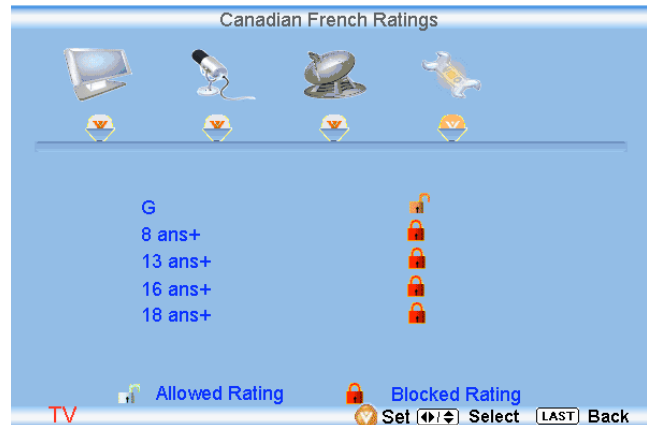 Canadian French Ratings
G
8 ans+
13 ans+
16 ans+
18 ans+
Allowed Rating Blocked Rating
TV Set / Select LAST Back